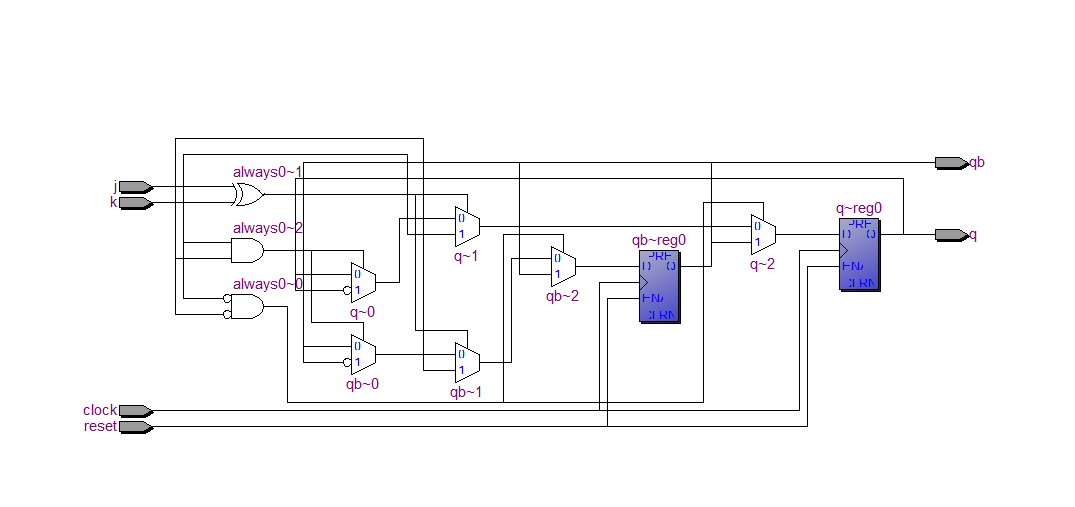 j
k
always0~1
always0~2
always0~0
0
1
q~0
0
1
qb~0
0
1
q~1
0
1
qb~1
0
1
qb~2
qb~reg0
PRE
D
Q
ENA
CLRN
0
1
q~2
q~reg0
PRE
D
Q
ENA
CLRN
qb
q
clock
reset